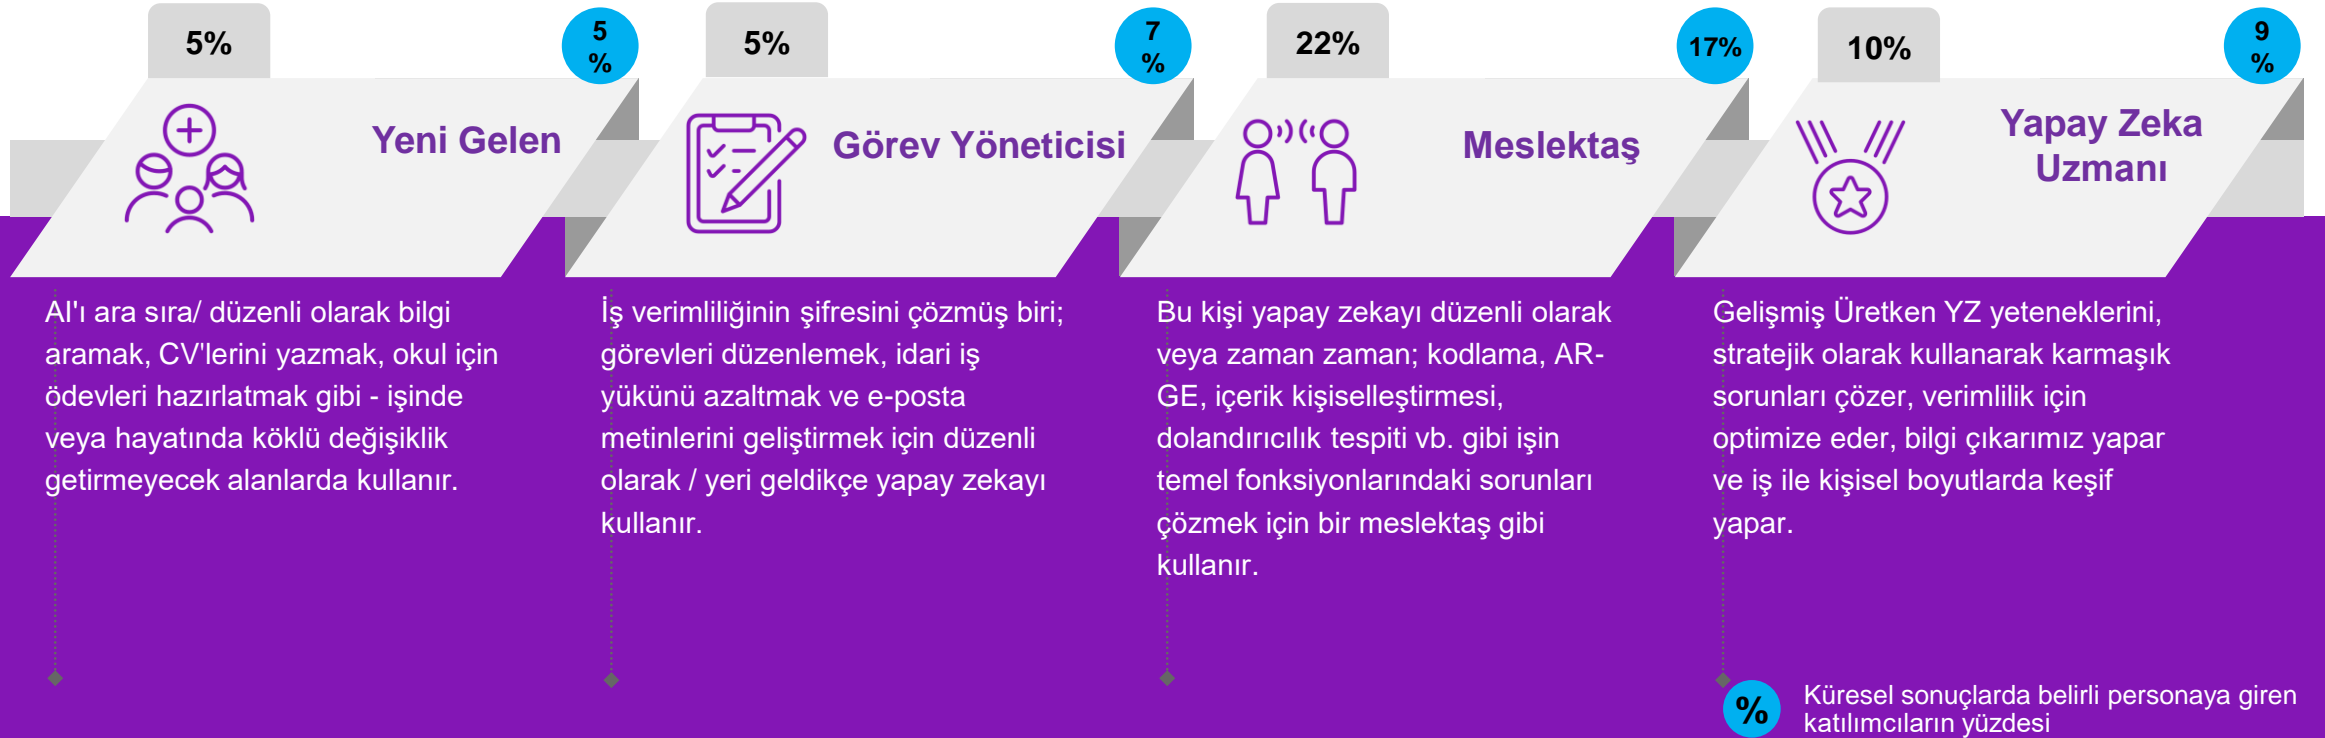 5%
5
%
Yeni Gelen
AI'ı ara sıra/ düzenli olarak bilgi
aramak, CV'lerini yazmak, okul için
ödevleri hazırlatmak gibi - işinde
veya hayatında köklü değişiklik
getirmeyecek alanlarda kullanır.
5%
7
%
Görev Yöneticisi
İş verimliliğinin şifresini çözmüş biri;
görevleri düzenlemek, idari iş
yükünü azaltmak ve e-posta
metinlerini geliştirmek için düzenli
olarak / yeri geldikçe yapay zekayı
kullanır.
22%
17%
Meslektaş
Bu kişi yapay zekayı düzenli olarak
veya zaman zaman; kodlama, AR-
GE, içerik kişiselleştirmesi,
dolandırıcılık tespiti vb. gibi işin
temel fonksiyonlarındaki sorunları
çözmek için bir meslektaş gibi
kullanır.
10%
9
%
Yapay Zeka
Uzmanı
Gelişmiş Üretken YZ yeteneklerini,
stratejik olarak kullanarak karmaşık
sorunları çözer, verimlilik için
optimize eder, bilgi çıkarımız yapar
ve iş ile kişisel boyutlarda keşif
yapar.
%
Küresel sonuçlarda belirli personaya giren
katılımcıların yüzdesi